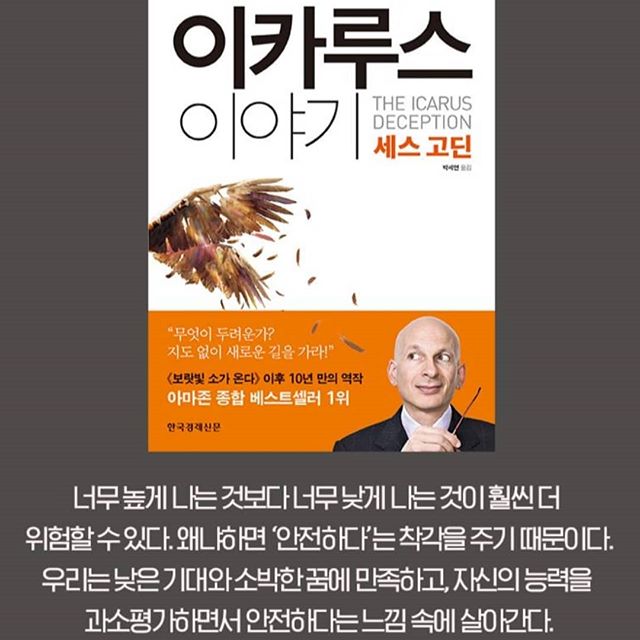 이카루스
이야기
THE ICARUS
DECEPTION
세스 고딘
박세연 옮김
“무엇이 두려운가?
지도 없이 새로운 길을 가라!”
《보랏빛 소가 온다》 이후 10년 만의 역작
아마존 종합 베스트셀러 1위
한국경제신문
너무 높게 나는 것보다 너무 낮게 나는 것이 훨씬 더
위험할 수 있다. 왜냐하면 ‘안전하다’는 착각을 주기 때문이다.
우리는 낮은 기대와 소박한 꿈에 만족하고, 자신의 능력을
과소평가하면서 안전하다는 느낌 속에 살아간다.